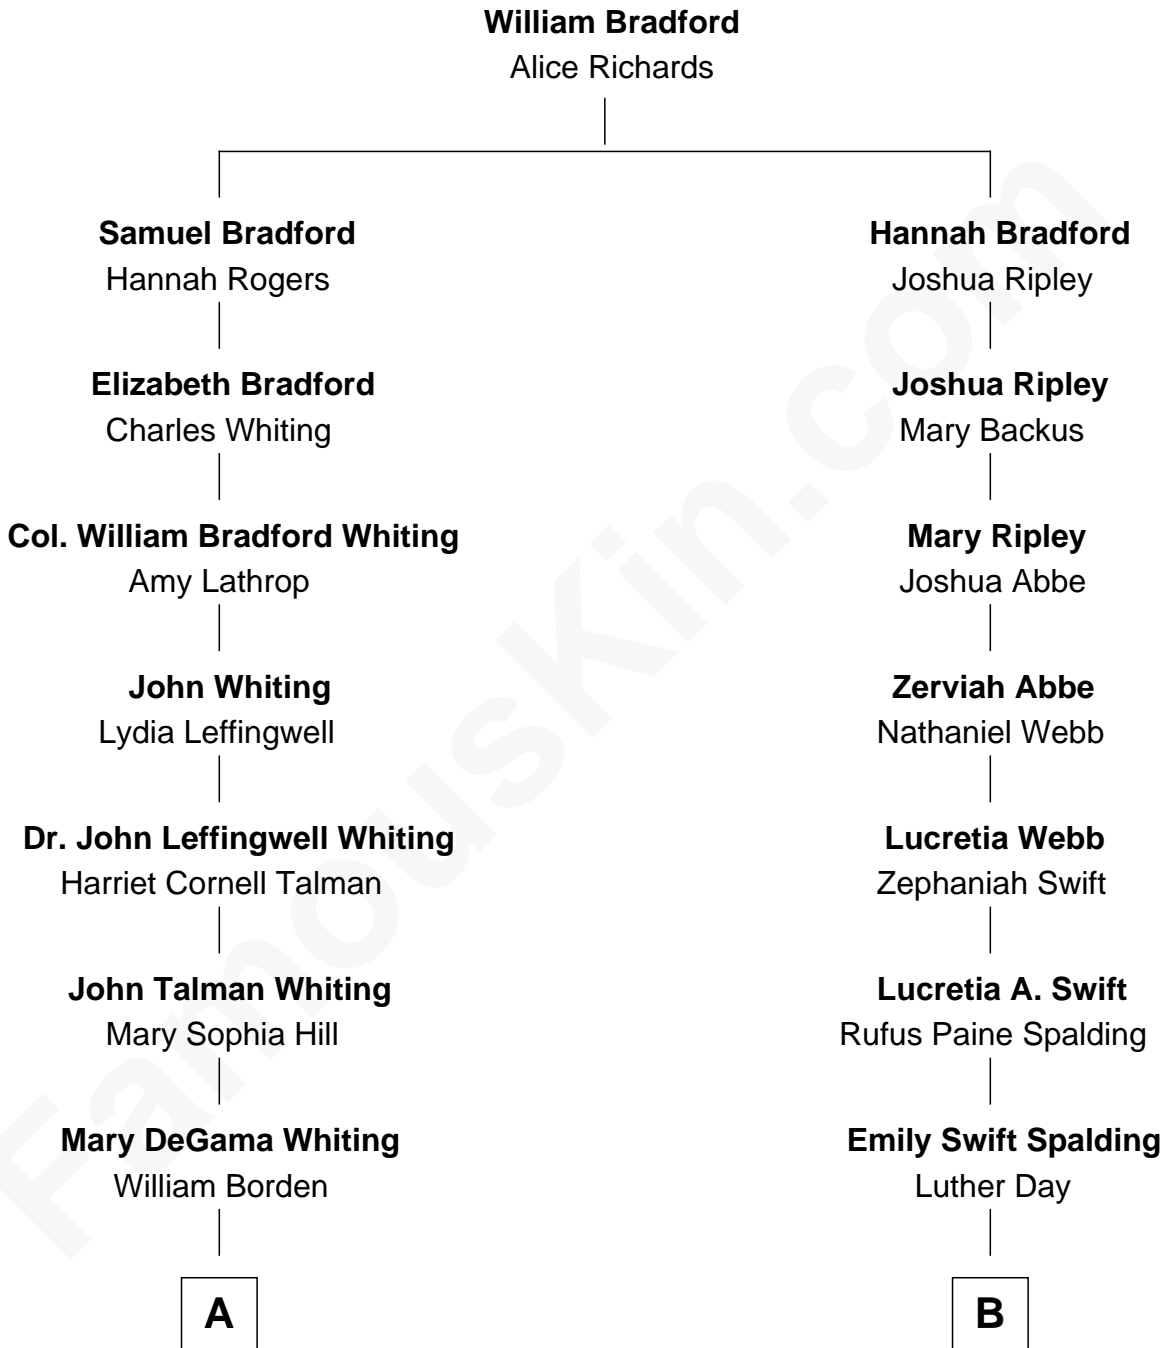 William Bradford
Alice Richards
Samuel Bradford
Hannah Rogers
Hannah Bradford
Joshua Ripley
Elizabeth Bradford
Charles Whiting
Joshua Ripley
Mary Backus
Col. William Bradford Whiting
Amy Lathrop
Mary Ripley
Joshua Abbe
John Whiting
Lydia Leffingwell
Zerviah Abbe
Nathaniel Webb
Dr. John Leffingwell Whiting
Harriet Cornell Talman
Lucretia Webb
Zephaniah Swift
John Talman Whiting
Mary Sophia Hill
Lucretia A. Swift
Rufus Paine Spalding
Mary DeGama Whiting
William Borden
Emily Swift Spalding
Luther Day
A
B
FamousKin.com